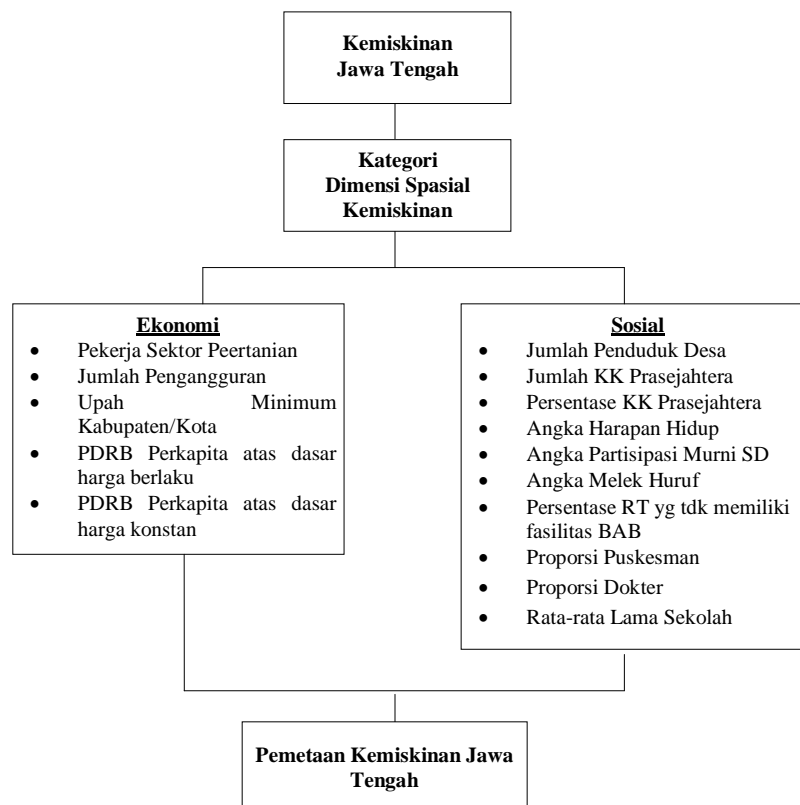 Kemiskinan
Jawa Tengah
Kategori
Dimensi Spasial
Kemiskinan
Ekonomi
• Pekerja Sektor Peertanian
• Jumlah Pengangguran
• Upah Minimum
Kabupaten/Kota
• PDRB Perkapita atas dasar
harga berlaku
• PDRB Perkapita atas dasar
harga konstan
Sosial
• Jumlah Penduduk Desa
• Jumlah KK Prasejahtera
• Persentase KK Prasejahtera
• Angka Harapan Hidup
• Angka Partisipasi Murni SD
• Angka Melek Huruf
• Persentase RT yg tdk memiliki
fasilitas BAB
• Proporsi Puskesman
• Proporsi Dokter
• Rata-rata Lama Sekolah
Pemetaan Kemiskinan Jawa
Tengah